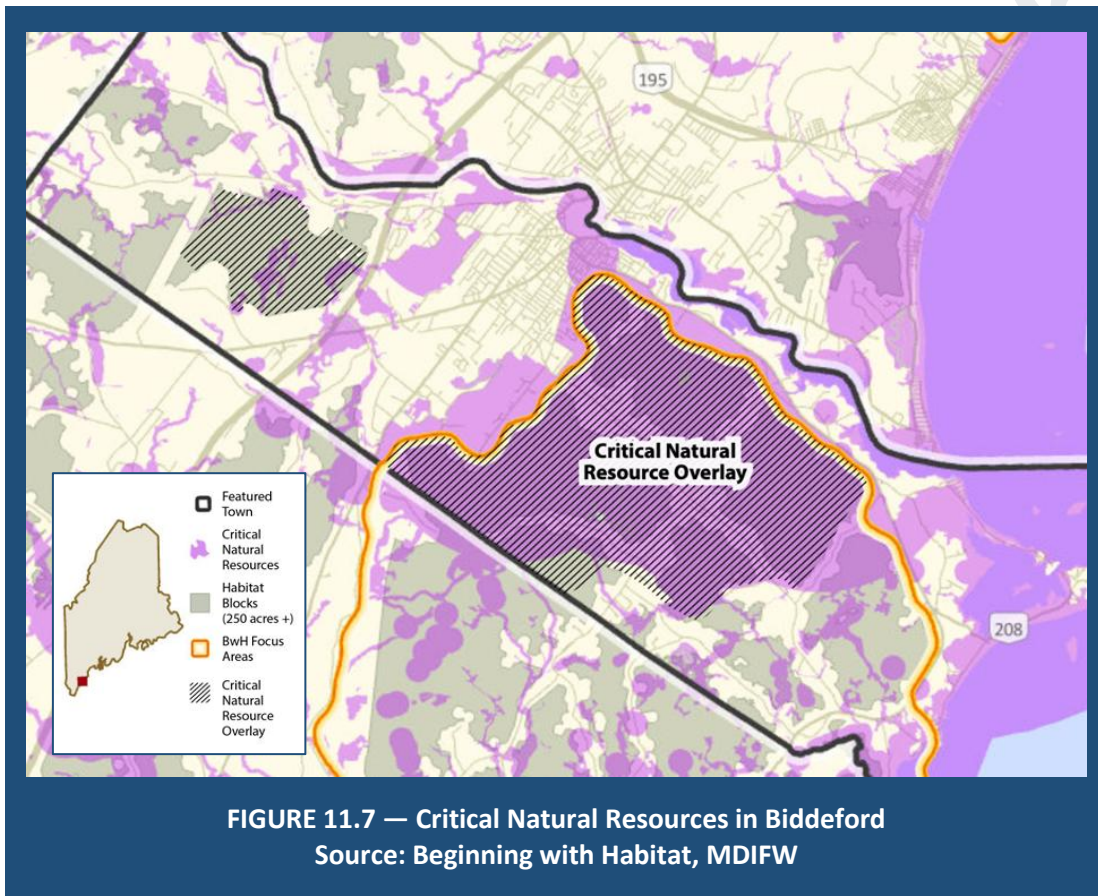 195
Critical Natural
Resource Overlay
208
Featured
Town
Critical
Natural
Resources
Habitat
Blocks
(250 acres +)
BwH Focus
Areas
Critical
Natural
Resource
Overlay
FIGURE 11.7 — Critical Natural Resources in Biddeford
Source: Beginning with Habitat, MDIFW